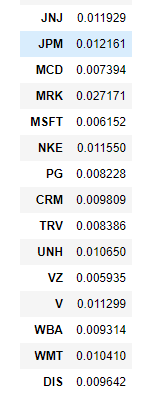 JNJ 0.011929
JPM 0.012161
MCD 0.007394
MRK 0.027171
MSFT 0.006152
NKE 0.011550
PG 0.008228
CRM 0.009809
TRV 0.008386
UNH 0.010650
VZ 0.005935
V 0.011299
WBA 0.009314
WMT 0.010410
DIS 0.009642